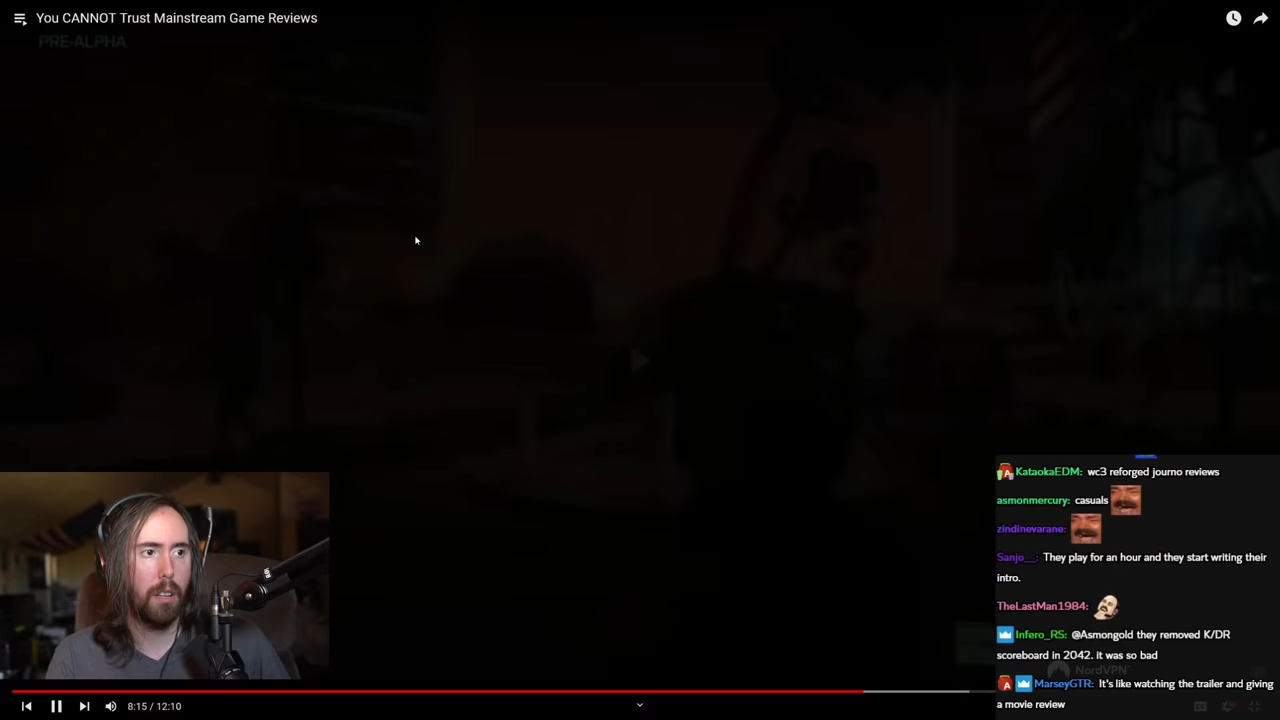 You CANNOT Trust Mainstream Game Reviews
PRE-ALPHA
KataokaEDM: wc3 reforged journo reviews
asmonmercury: casuals
zindinevarane:
Sanjo__: They play for an hour and they start writing their
intro.
TheLastMan1984:
Infero_RS: @Asmongold they removed K/DR
scoreboard in 2042. it was so bad
NordVPN
MarseyGTR: It's like watching the trailer and giving
a movie review
8:15 / 12:10